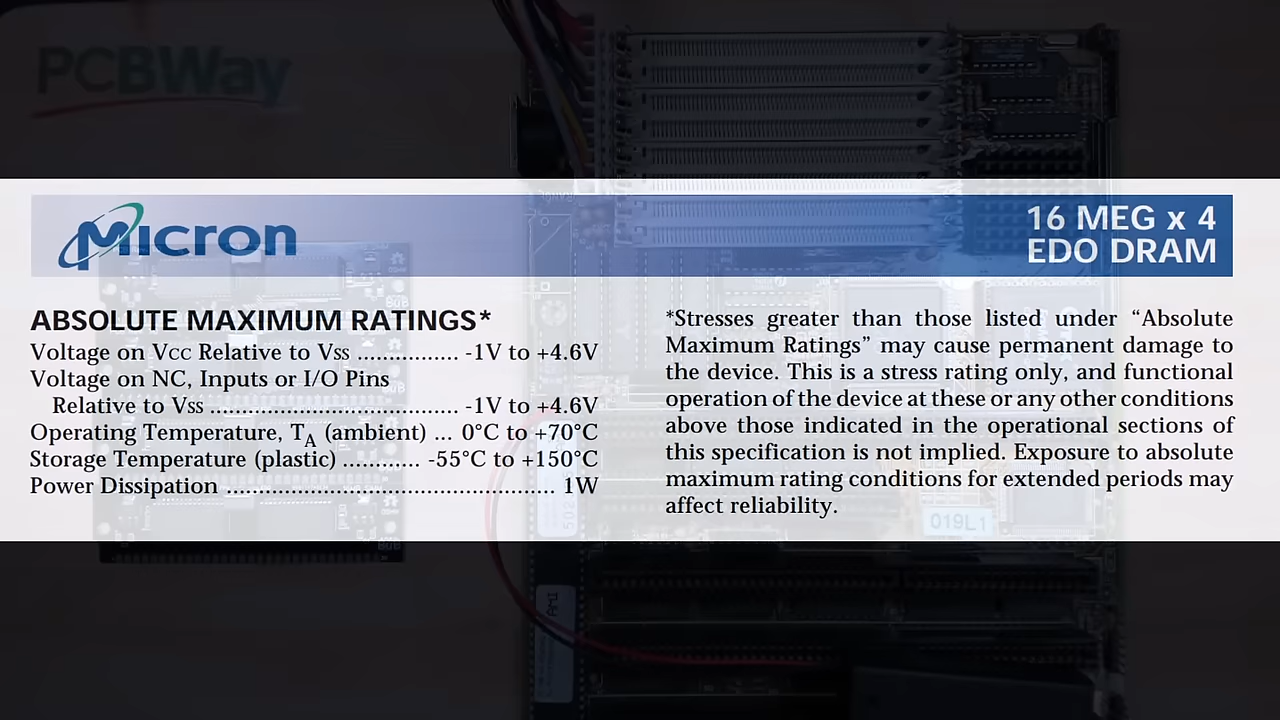 PCBWay
MICRON
16 MEG x 4
EDO DRAM
ABSOLUTE MAXIMUM RATINGS*
Voltage on VCC Relative to VSS ................ -1V to +4.6V
Voltage on NC, Inputs or I/O Pins
Relative to VSS ....................................... -1V to +4.6V
Operating Temperature, TA (ambient) ... 0°C to +70°C
Storage Temperature (plastic) ............ -55°C to +150°C
Power Dissipation .................................................... 1W
*Stresses greater than those listed under “Absolute
Maximum Ratings” may cause permanent damage to
the device. This is a stress rating only, and functional
operation of the device at these or any other conditions
above those indicated in the operational sections of
this specification is not implied. Exposure to absolute
maximum rating conditions for extended periods may
affect reliability.
019L1
AMI